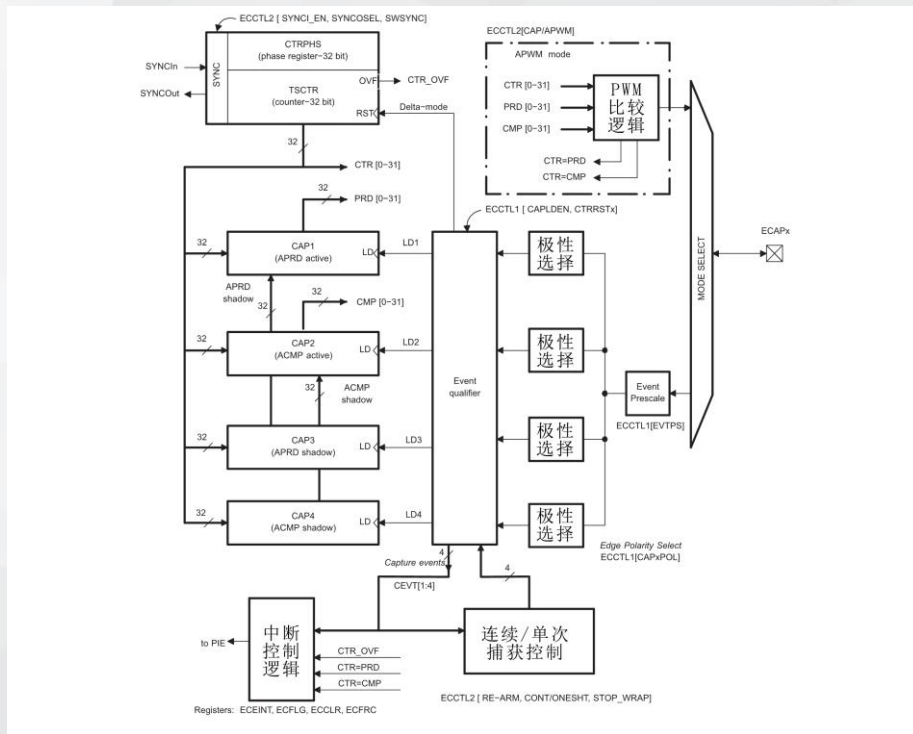 ECCTL2 [ SYNCI_EN, SYNCOSEL, SWSYNC]
SYNC
CTRPHS
(phase register−32 bit)
TSCTR
(counter−32 bit)
OVF
RST
SYNCIn
SYNCOut
CTR_OVF
Delta−mode
ECCTL2[CAP/APWM]
APWM mode
CTR [0−31]
PRD [0−31]
CMP [0−31]
PWM
比较
逻辑
CTR=PRD
CTR=CMP
MODE SELECT
ECAPx
32
CTR [0−31]
32
PRD [0−31]
ECCTL1 [ CAPLDEN, CTRRSTx]
32
CAP1
(APRD active)
LD
LD1
极性
选择
APRD
shadow
32
32
CMP [0−31]
32
CAP2
(ACMP active)
LD
LD2
极性
选择
32
ACMP
shadow
Event
qualifier
Event
Prescale
ECCTL1[EVTPS]
32
CAP3
(APRD shadow)
LD
LD3
极性
选择
32
CAP4
(ACMP shadow)
LD
LD4
极性
选择
Edge Polarity Select
ECCTL1[CAPxPOL]
4
Capture events
CEVT[1:4]
4
to PIE
中断
控制
逻辑
CTR_OVF
CTR=PRD
CTR=CMP
连续/单次
捕获控制
ECCTL2 [ RE−ARM, CONT/ONESHT, STOP_WRAP]
Registers: ECEINT, ECFLG, ECCLR, ECFRC